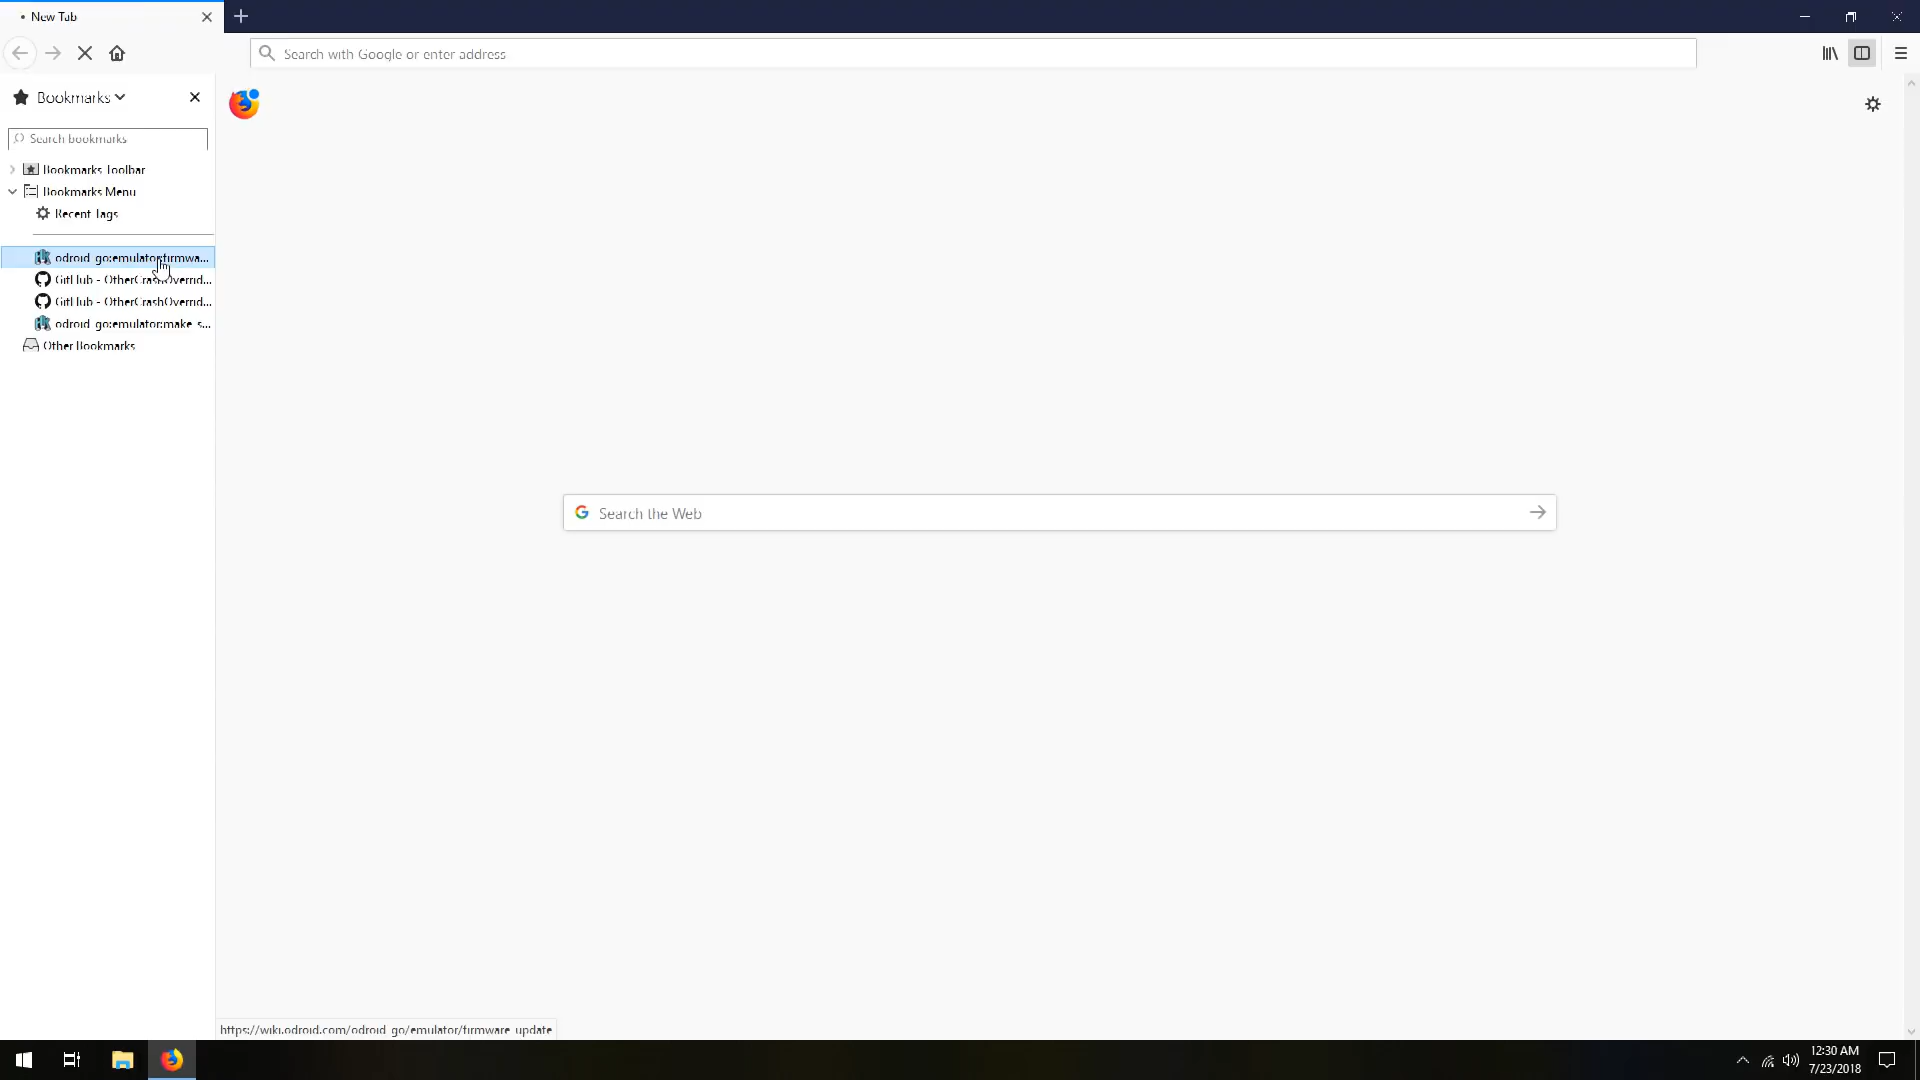 New Tab
Search with Google or enter address
Bookmarks
Search bookmarks
Bookmarks Toolbar
Bookmarks Menu
Recent Tags
odroid_go:emulator:firmwa...
GitHub - OtherCrashOverrid...
GitHub - OtherCrashOverrid...
odroid_go:emulator:make_s...
Other Bookmarks
Search the Web
https://wiki.odroid.com/odroid_go/emulator/firmware_update
12:30 AM
7/23/2018